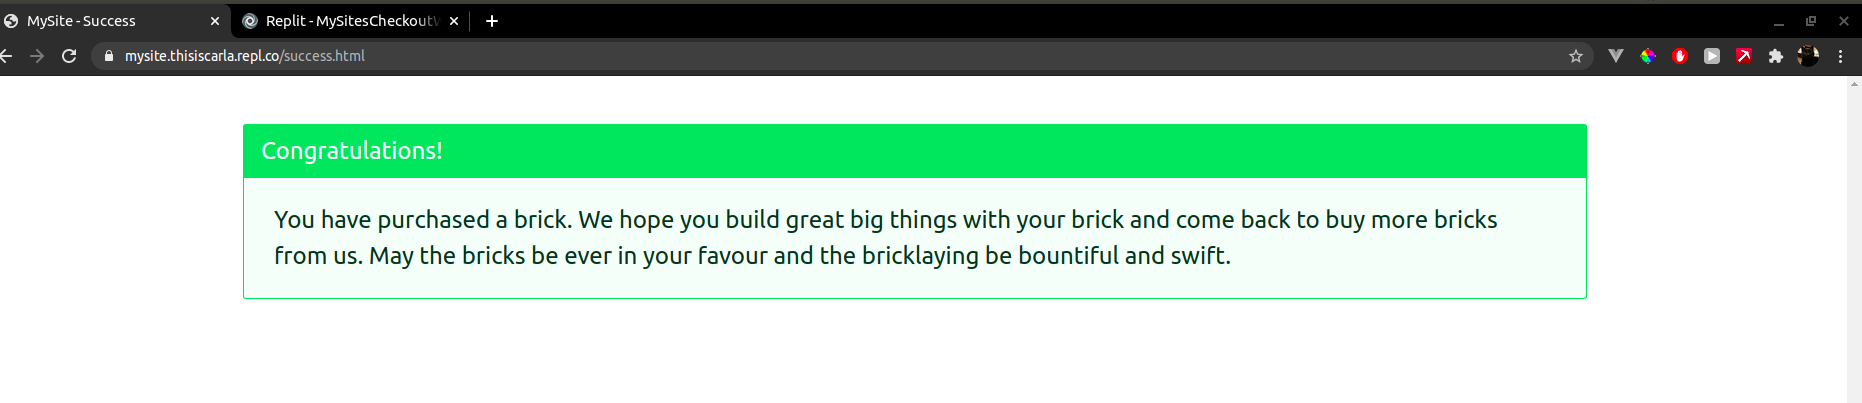 MySite - Success
Replit - MySitesCheckout
mysite.thisiscarla.repl.co/success.html
Congratulations!
You have purchased a brick. We hope you build great big things with your brick and come back to buy more bricks
from us. May the bricks be ever in your favour and the bricklaying be bountiful and swift.